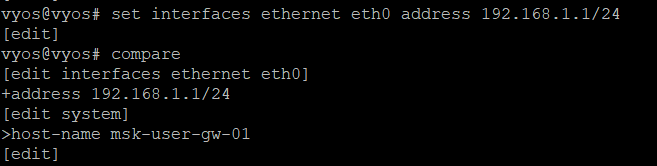 vyos@vyos# set interfaces ethernet eth0 address 192.168.1.1/24
[edit]
vyos@vyos# compare
[edit interfaces ethernet eth0]
+address 192.168.1.1/24
[edit system]
>host-name msk-user-gw-01
[edit]